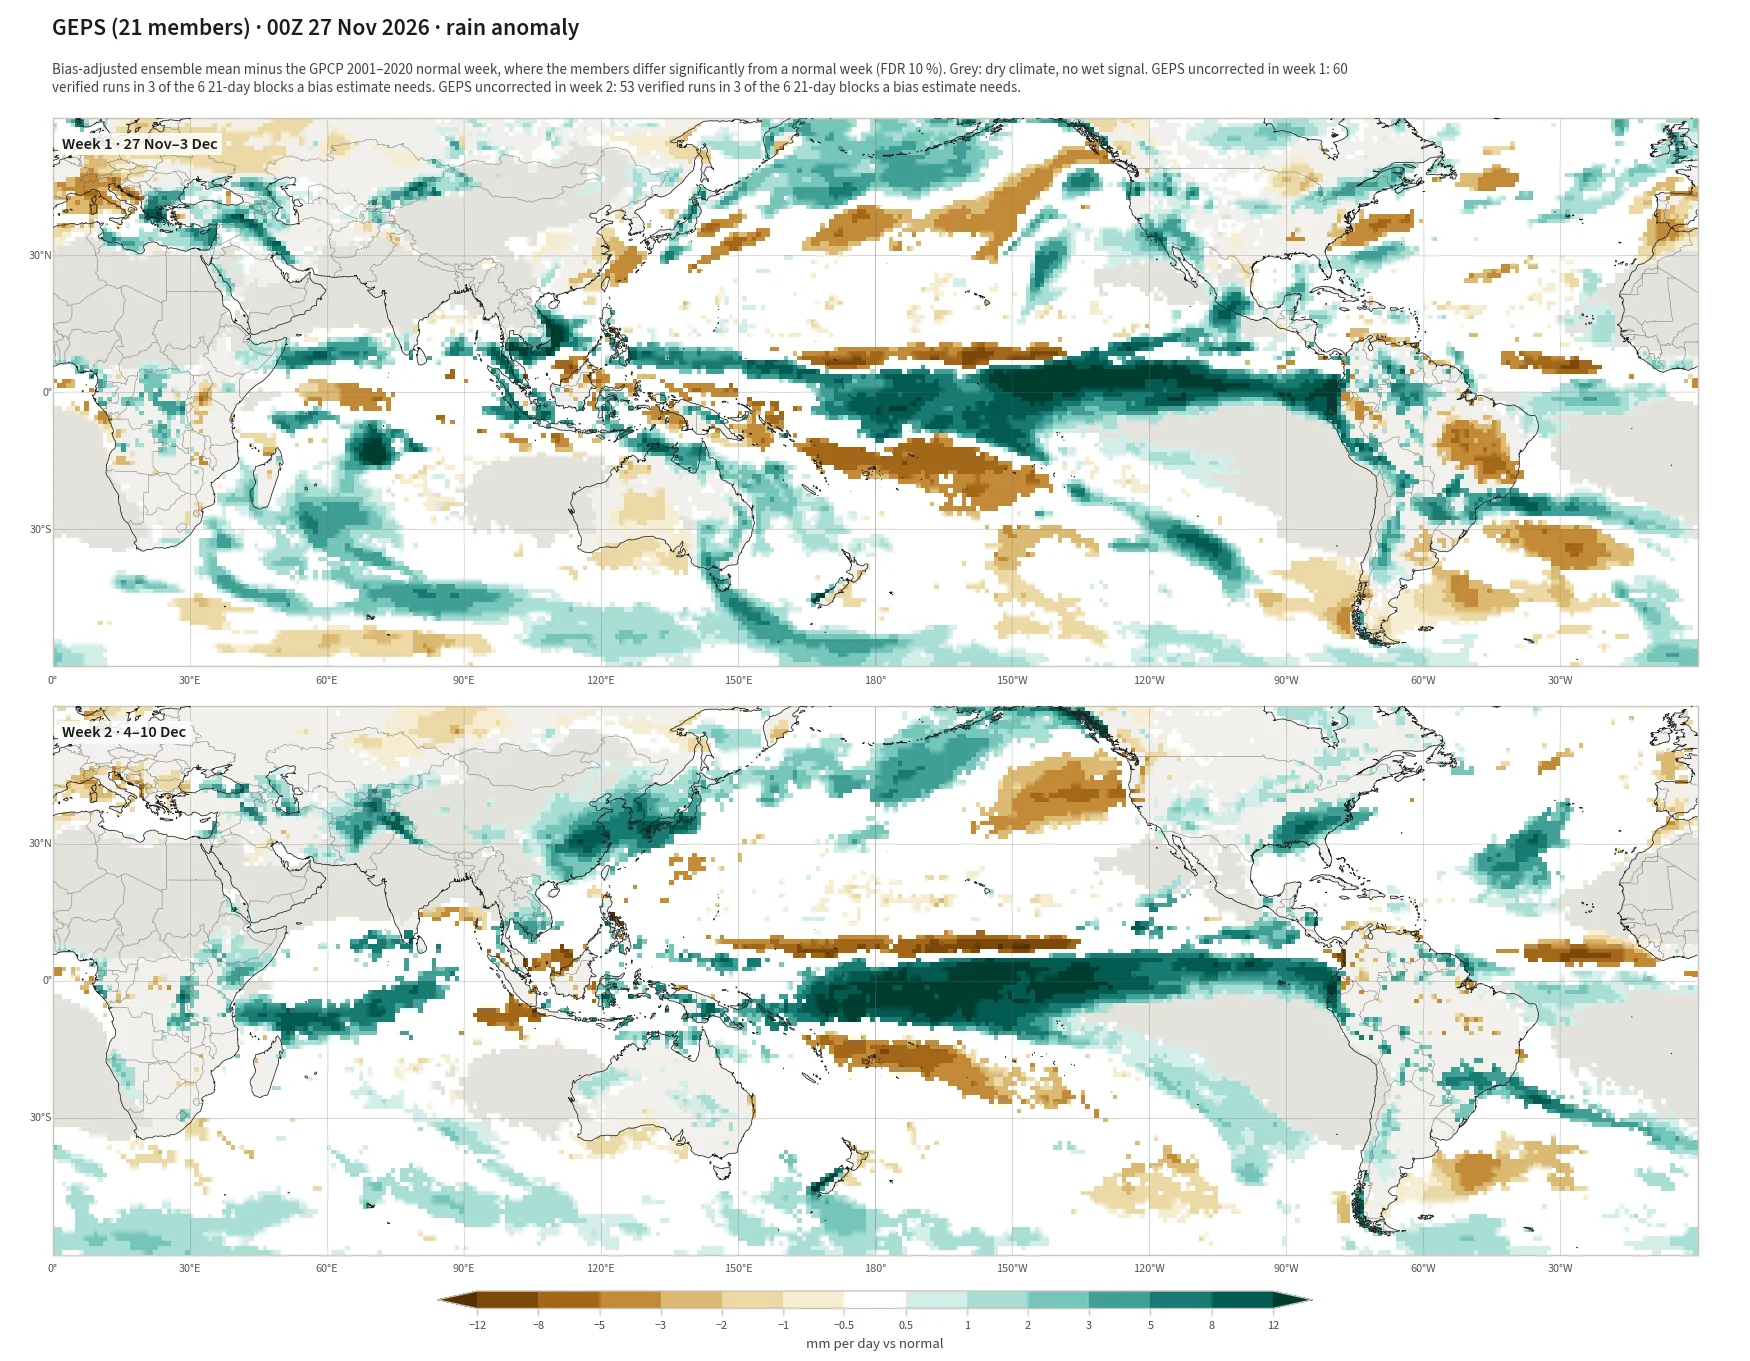 GEPS (21 members) · 00Z 27 Nov 2026 · rain anomaly
Bias-adjusted ensemble mean minus the GPCP 2001–2020 normal week, where the members differ significantly from a normal week (FDR 10 %). Grey: dry climate, no wet signal. GEPS uncorrected in week 1: 60
verified runs in 3 of the 6 21-day blocks a bias estimate needs. GEPS uncorrected in week 2: 53 verified runs in 3 of the 6 21-day blocks a bias estimate needs.
Week 1 · 27 Nov–3 Dec
30°N
0°
30°S
0° 30°E 60°E 90°E 120°E 150°E 180° 150°W 120°W 90°W 60°W 30°W
Week 2 · 4–10 Dec
30°N
0°
30°S
0° 30°E 60°E 90°E 120°E 150°E 180° 150°W 120°W 90°W 60°W 30°W
−12 −8 −5 −3 −2 −1 −0.5 0.5 1 2 3 5 8 12
mm per day vs normal